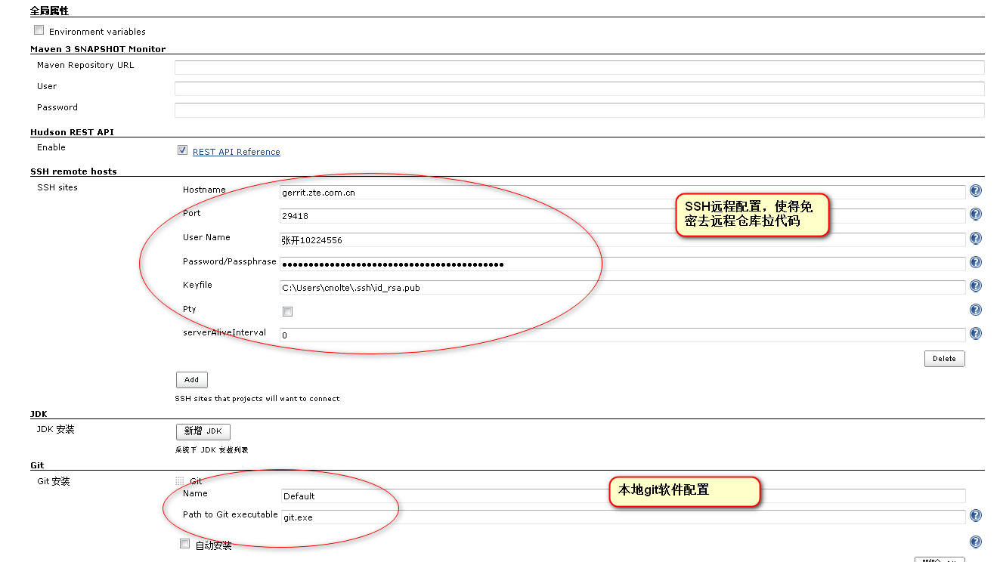 全局属性
Environment variables
Maven 3 SNAPSHOT Monitor
Maven Repository URL
User
Password
Hudson REST API
Enable
REST API Reference
SSH remote hosts
SSH sites
Hostname
gerrit.zte.com.cn
SSH远程配置，使得免
密去远程仓库拉代码
Port
29418
User Name
张开10224556
Password/Passphrase
Keyfile
C:\Users\cnolte\.ssh\id_rsa.pub
Pty
serverAliveInterval
0
Delete
Add
SSH sites that projects will want to connect
JDK
JDK 安装
新增 JDK
系统下 JDK 安装列表
Git
Git 安装
Git
Name
Default
本地git软件配置
Path to Git executable
git.exe
自动安装